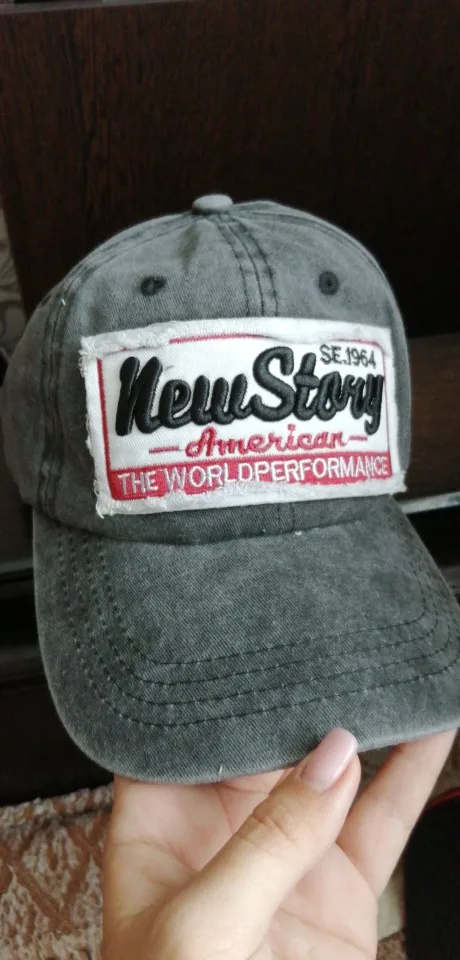 SE.1964
NewStory
American
THE WORLDPERFORMANCE